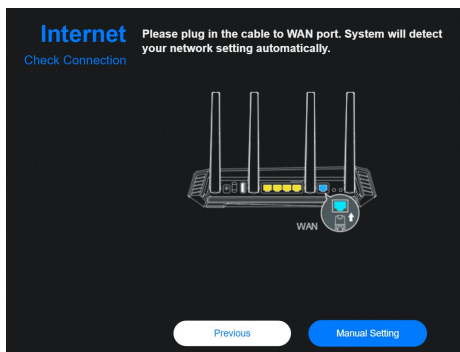 Internet
Check Connection
Please plug in the cable to WAN port. System will detect
your network setting automatically.
WAN
Previous
Manual Setting